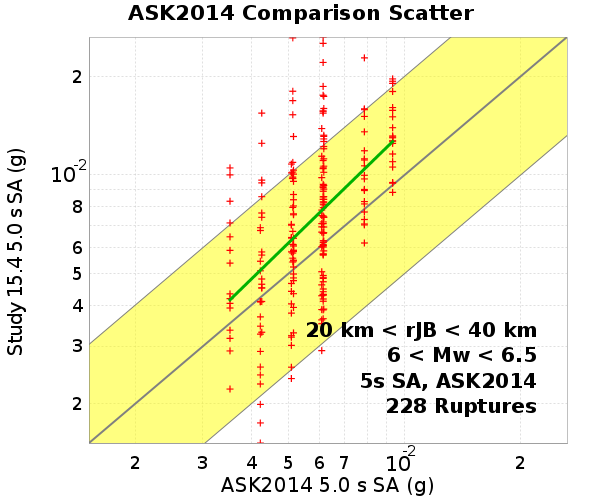 ASK2014 Comparison Scatter
Study 15.4 5.0 s SA (g)
2
10⁻²
8
6
5
4
3
2
20 km < rJB < 40 km
6 < Mw < 6.5
5s SA, ASK2014
228 Ruptures
2 3 4 5 6 7 10⁻² 2
ASK2014 5.0 s SA (g)